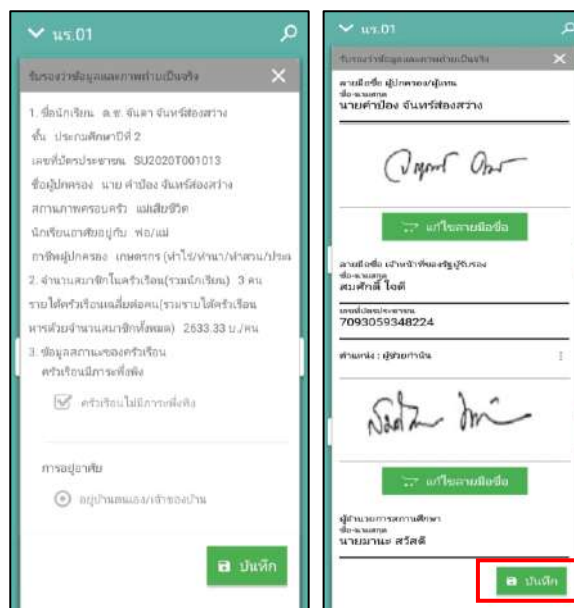 นร.01
รับรองว่าข้อมูลและภาพถ่ายเป็นจริง
1. ชื่อนักเรียน ด.ช. จันดา จันทร์ส่องสว่าง
ชั้น ประถมศึกษาปีที่ 2
เลขที่บัตรประชาชน SU2020T001013
ชื่อผู้ปกครอง นาย คำป้อง จันทร์ส่องสว่าง
สถานภาพครอบครัว แม่เสียชีวิต
นักเรียนอาศัยอยู่กับ พ่อ/แม่
อาชีพผู้ปกครอง เกษตรกร (ทำไร่/ทำนา/ทำสวน/ประม
2. จำนวนสมาชิกในครัวเรือน(รวมนักเรียน) 3 คน
รายได้ครัวเรือนเฉลี่ยต่อคน(รวมรายได้ครัวเรือน
หารด้วยจำนวนสมาชิกทั้งหมด) 2633.33 บ./คน
3. ข้อมูลสถานะของครัวเรือน
ครัวเรือนมีภาระพึ่งพิง
ครัวเรือนไม่มีภาระพึ่งพิง
การอยู่อาศัย
อยู่บ้านตนเอง/เจ้าของบ้าน
บันทึก
นร.01
รับรองว่าข้อมูลและภาพถ่ายเป็นจริง
ลายมือชื่อ ผู้ปกครอง/ผู้แทน
ชื่อ-นามสกุล
นายคำป้อง จันทร์ส่องสว่าง
แก้ไขลายมือชื่อ
ลายมือชื่อ เจ้าหน้าที่ของรัฐผู้รับรอง
ชื่อ-นามสกุล
สมศักดิ์ ใจดี
เลขที่บัตรประชาชน
7093059348224
ตำแหน่ง : ผู้ช่วยกำนัน
แก้ไขลายมือชื่อ
ผู้อำนวยการสถานศึกษา
ชื่อ-นามสกุล
นายมานะ สวัสดี
บันทึก